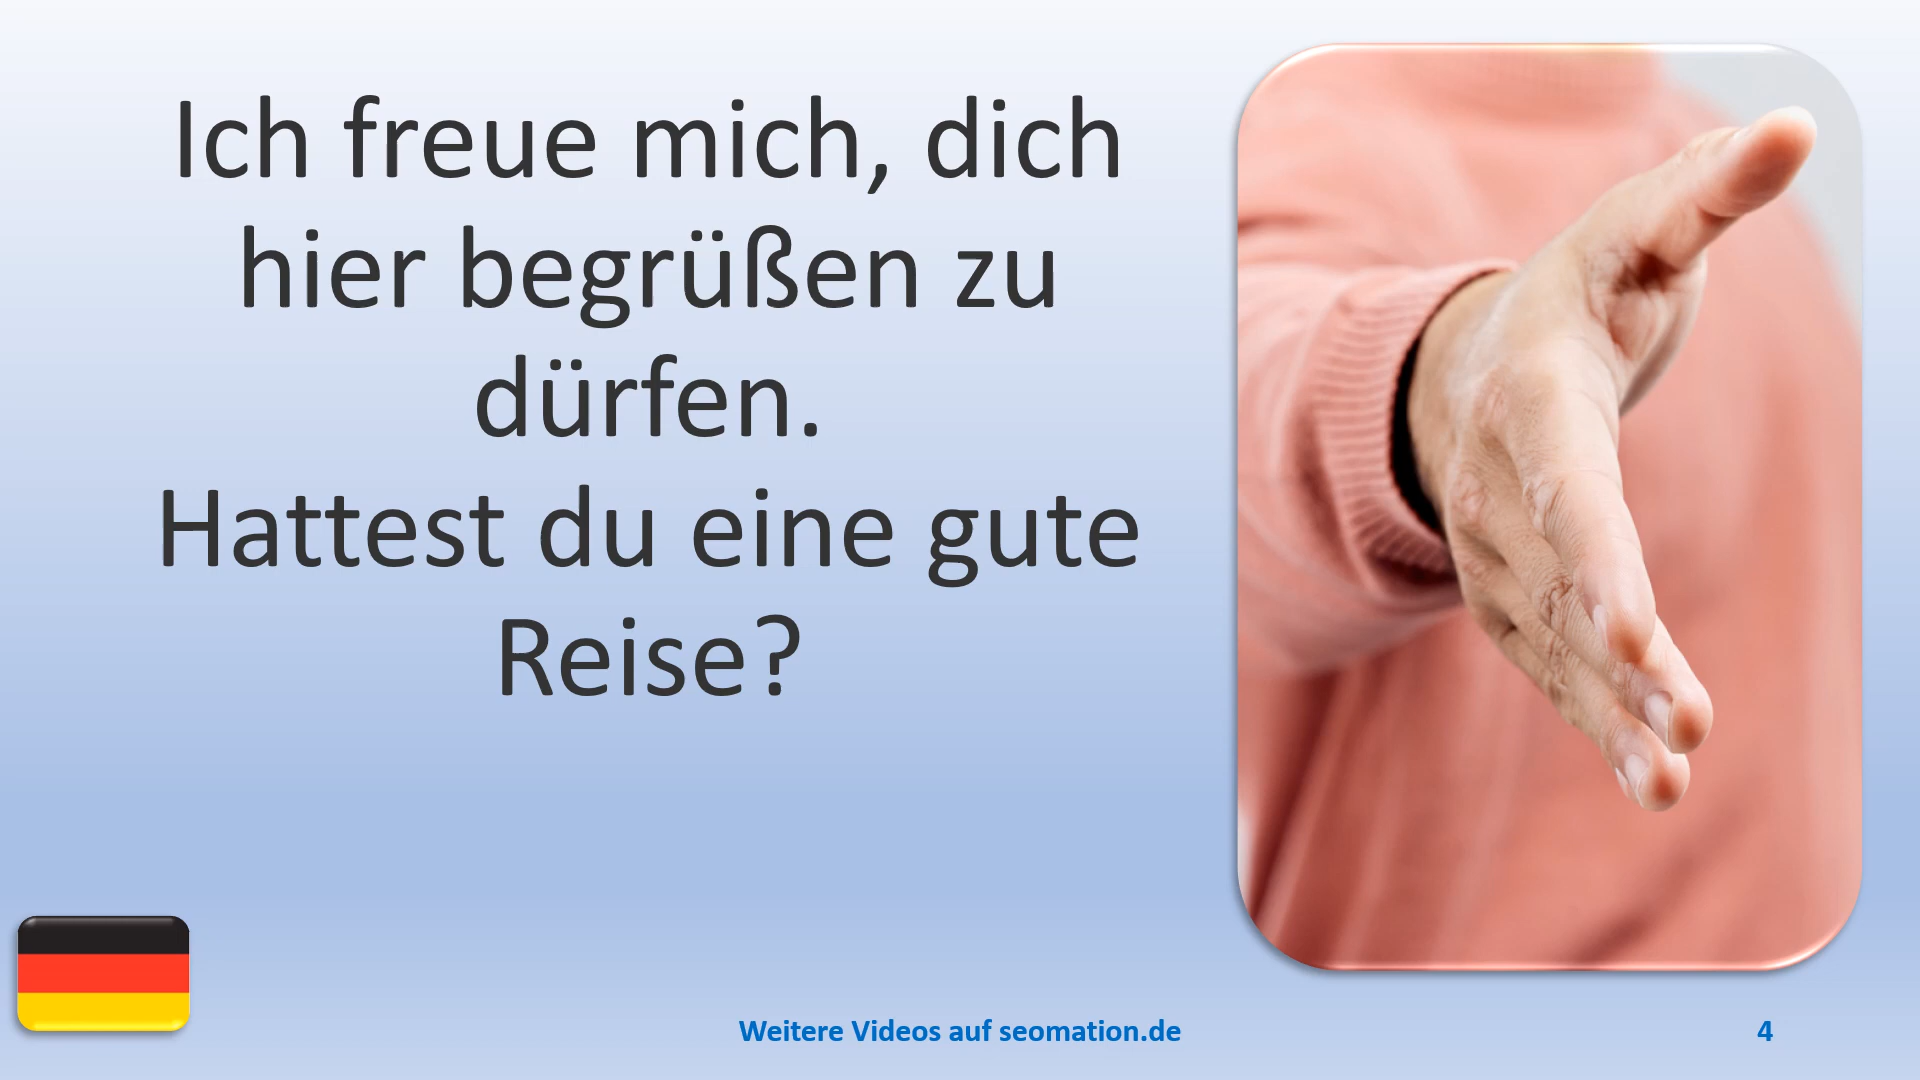 Ich freue mich, dich
hier begrüßen zu
dürfen.
Hattest du eine gute
Reise?
Weitere Videos auf seomation.de
4